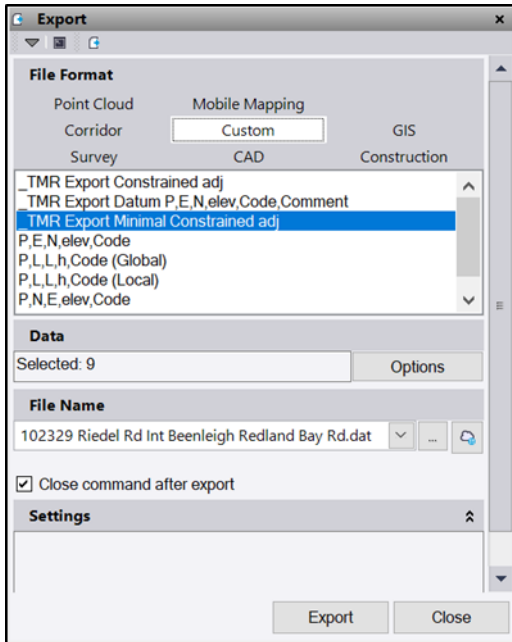 Export
File Format
Point Cloud Mobile Mapping
Corridor Custom GIS
Survey CAD Construction
_TMR Export Constrained adj
_TMR Export Datum P,E,N,elev,Code,Comment
_TMR Export Minimal Constrained adj
P,E,N,elev,Code
P,L,L,h,Code (Global)
P,L,L,h,Code (Local)
P,N,E,elev,Code
Data
Selected: 9 Options
File Name
102329 Riedel Rd Int Beenleigh Redland Bay Rd.dat ...
Close command after export
Settings
Export Close